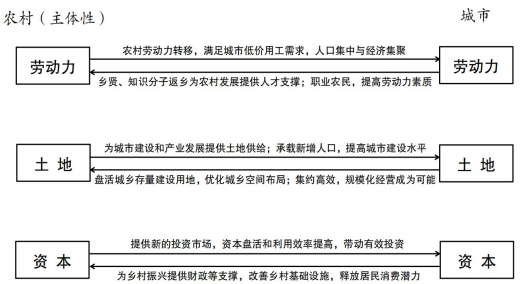 农村（主体性）
城市
农村劳动力转移，满足城市低价用工需求，人口集中与经济集聚
劳动力
劳动力
乡贤、知识分子返乡为农村发展提供人才支撑；职业农民，提高劳动力素质
为城市建设和产业发展提供土地供给；承载新增人口，提高城市建设水平
土 地
土 地
盘活城乡存量建设用地，优化城乡空间布局；集约高效，规模化经营成为可能
提供新的投资市场，资本盘活和利用效率提高，带动有效投资
资 本
资 本
为乡村振兴提供财政等支撑，改善乡村基础设施，释放居民消费潜力